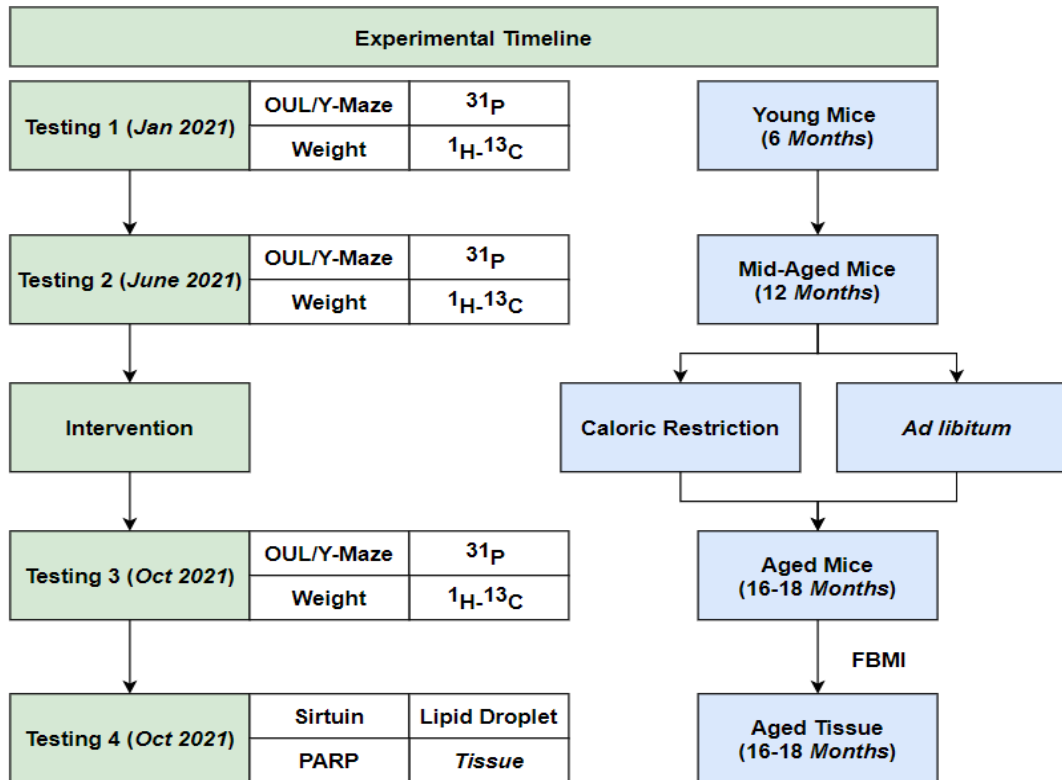 Experimental Timeline
Testing 1 (Jan 2021)
OUL/Y-Maze
31P
Weight
1H-13C
Young Mice
(6 Months)
Testing 2 (June 2021)
OUL/Y-Maze
31P
Weight
1H-13C
Mid-Aged Mice
(12 Months)
Intervention
Caloric Restriction
Ad libitum
Testing 3 (Oct 2021)
OUL/Y-Maze
31P
Weight
1H-13C
Aged Mice
(16-18 Months)
FBMI
Testing 4 (Oct 2021)
Sirtuin
Lipid Droplet
PARP
Tissue
Aged Tissue
(16-18 Months)